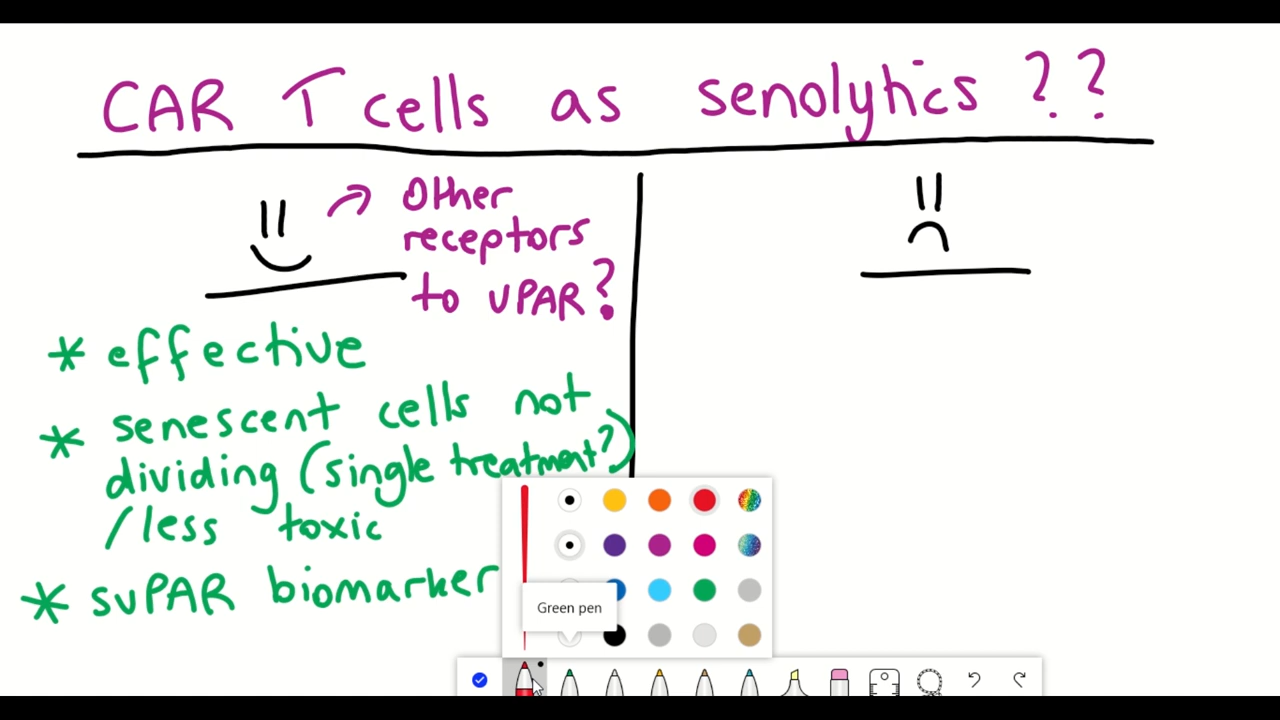 CAR T cells as senolytics ??
Other
receptors
to uPAR?
* effective
* senescent cells not
dividing (single treatment?)
/less toxic
* suPAR biomarker
Green pen